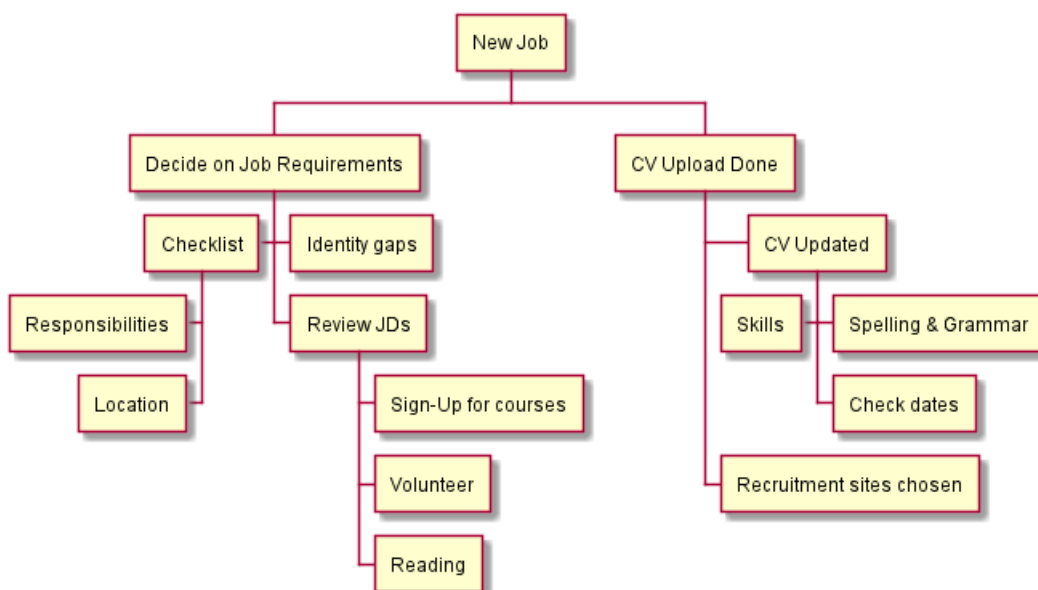 New Job
Decide on Job Requirements
CV Upload Done
Checklist
Identity gaps
CV Updated
Responsibilities
Review JDs
Skills
Spelling & Grammar
Location
Sign-Up for courses
Check dates
Volunteer
Recruitment sites chosen
Reading